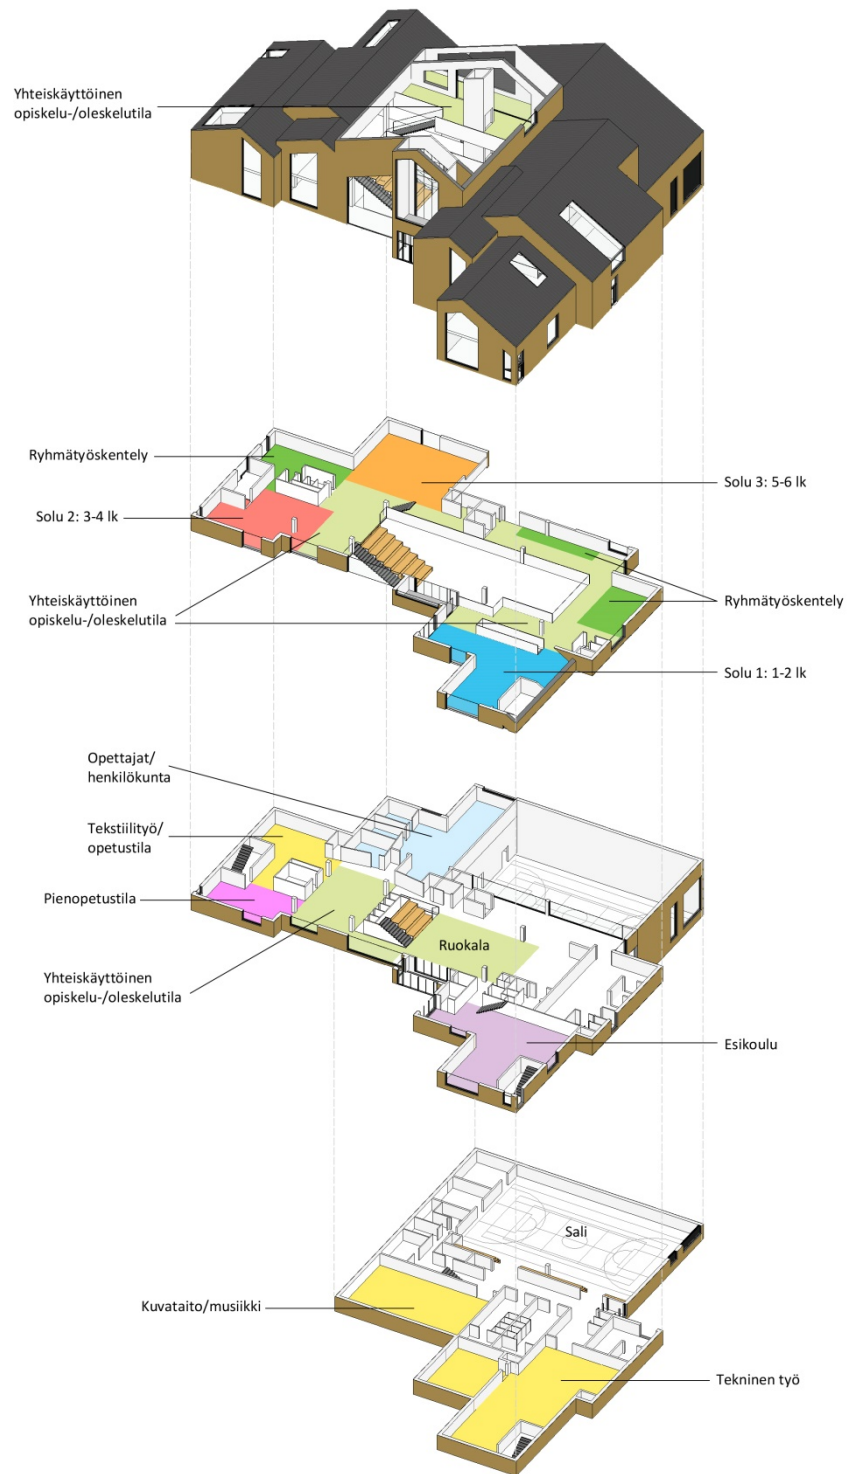 Yhteiskäyttöinen
opiskelu-/oleskelutila
Ryhmätyöskentely
Solu 3: 5-6 lk
Solu 2: 3-4 lk
Yhteiskäyttöinen
opiskelu-/oleskelutila
Ryhmätyöskentely
Solu 1: 1-2 lk
Opettajat/
henkilökunta
Tekstiilityö/
opetustila
Pienopetustila
Ruokala
Yhteiskäyttöinen
opiskelu-/oleskelutila
Esikoulu
Sali
Kuvataito/musiikki
Tekninen työ